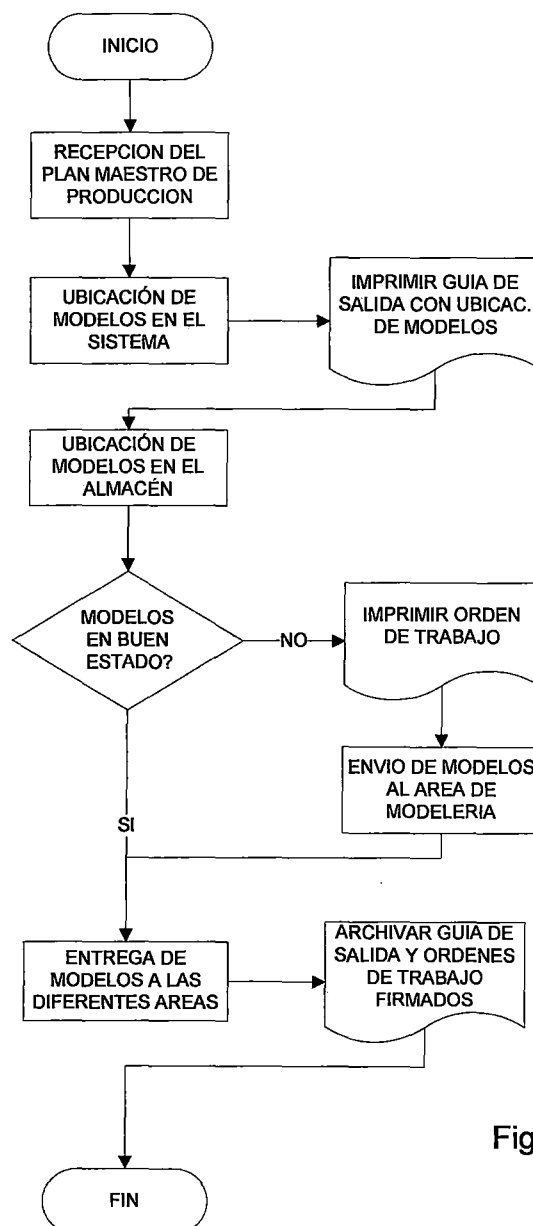 INICIO
RECEPCION DEL
PLAN MAESTRO DE
PRODUCCION
UBICACIÓN DE
MODELOS EN EL
SISTEMA
IMPRIMIR GUIA DE
SALIDA CON UBICAC.
DE MODELOS
UBICACIÓN DE
MODELOS EN EL
ALMACÉN
MODELOS
EN BUEN
ESTADO?
NO
IMPRIMIR ORDEN
DE TRABAJO
ENVIO DE MODELOS
AL AREA DE
MODELERIA
SI
ENTREGA DE
MODELOS A LAS
DIFERENTES AREAS
ARCHIVAR GUIA DE
SALIDA Y ORDENES
DE TRABAJO
FIRMADOS
Fig
FIN